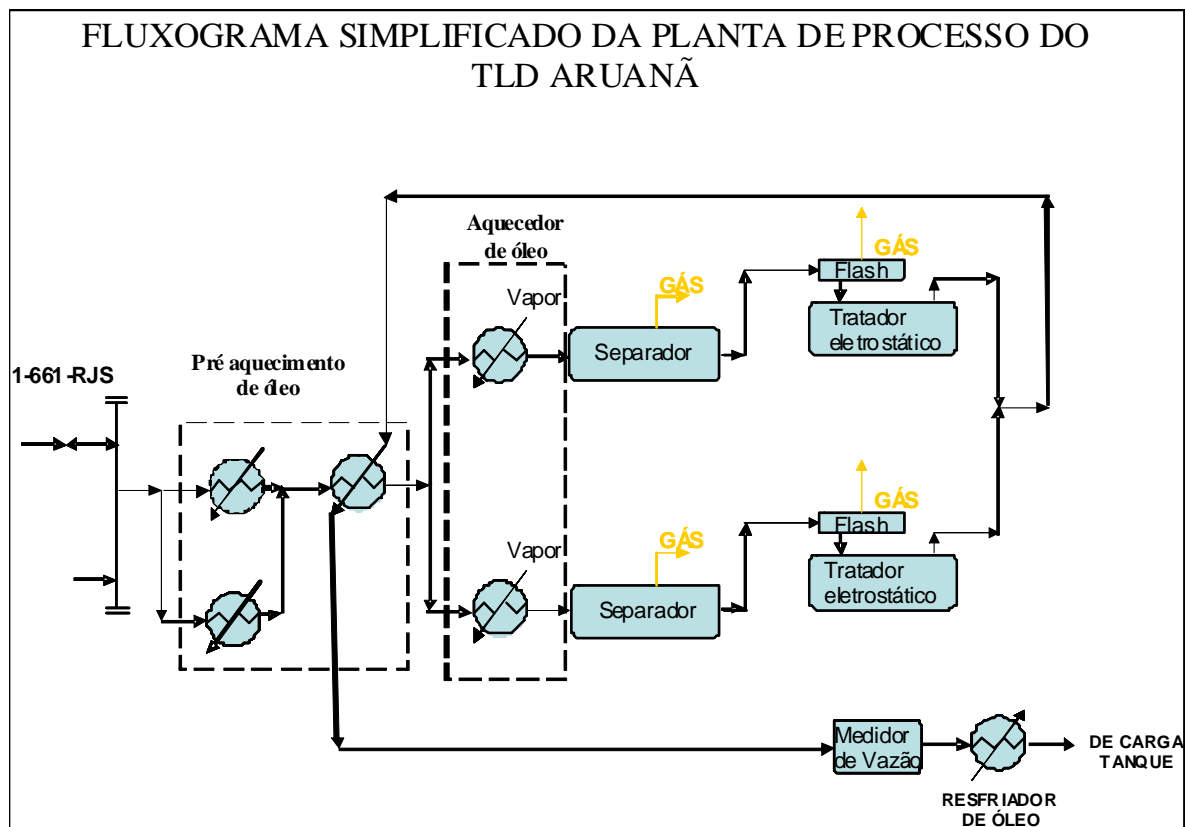 FLUXOGRAMA SIMPLIFICADO DA PLANTA DE PROCESSO DO
TLD ARUANÃ
Aquecedor
de óleo
GÁS
Flash
Vapor
GÁS
Tratador
eletrostático
Separador
1-661-RJS
Pré aquecimento
de óleo
GÁS
Flash
Vapor
GÁS
Tratador
eletrostático
Separador
Medidor
de Vazão
DE CARGA
TANQUE
RESFRIADOR
DE ÓLEO